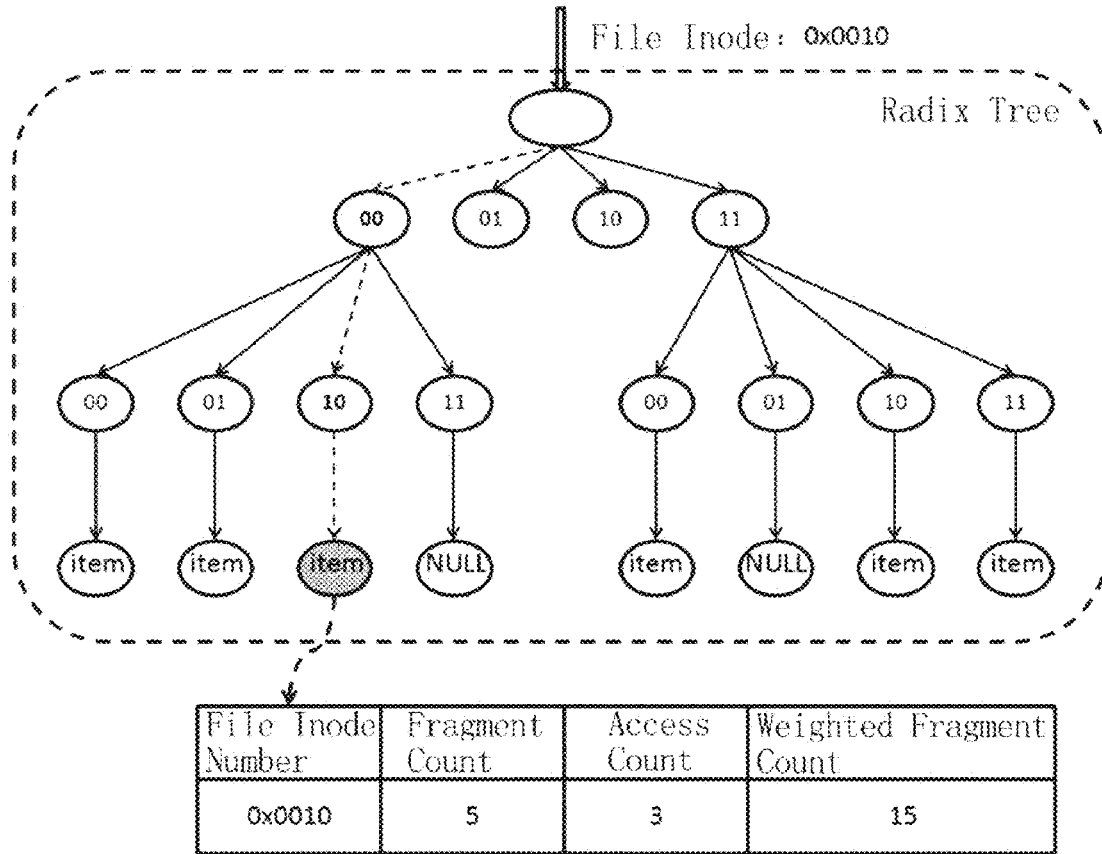 File Inode: 0x0010
Radix Tree
00 01 10 11
00 01 10 11 00 01 10 11
item item item NULL item NULL item item
File Inode Number Fragment Count Access Count Weighted Fragment Count
0x0010 5 3 15